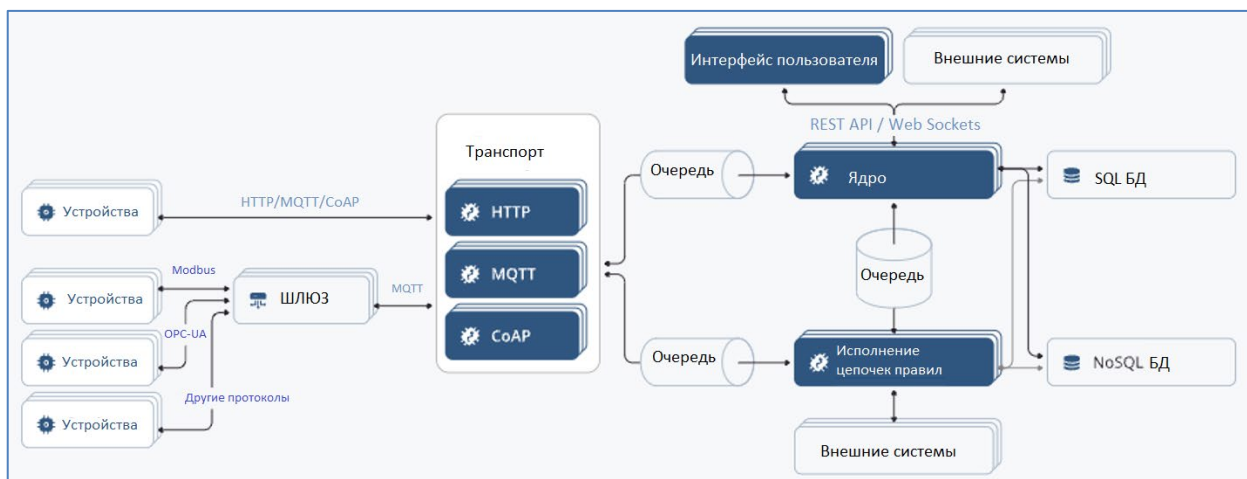 Интерфейс пользователя
Внешние системы
REST API / Web Sockets
Транспорт
Очередь
Ядро
SQL БД
Устройства
HTTP/MQTT/CoAP
HTTP
Modbus
MQTT
Очередь
Устройства
ШЛЮЗ
MQTT
OPC-UA
CoAP
Устройства
Очередь
Исполнение
цепочек правил
NoSQL БД
Другие протоколы
Устройства
Внешние системы